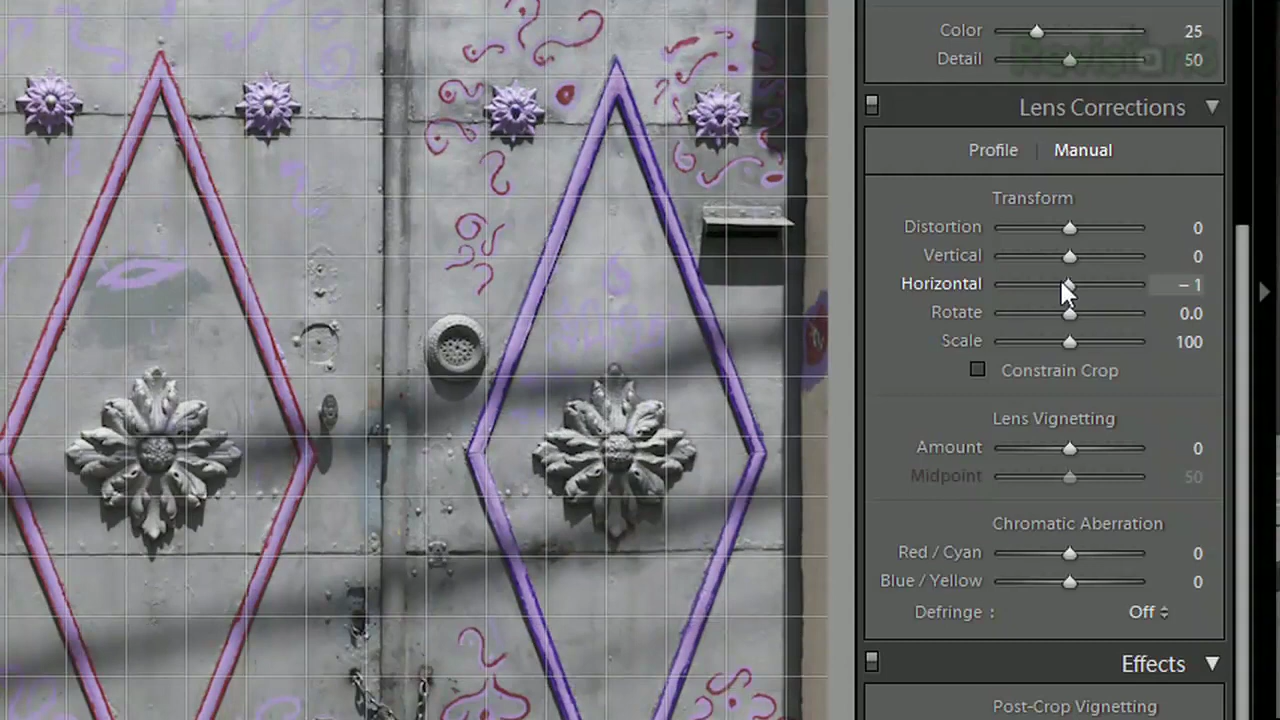 Color 25
Detail 50
Lens Corrections
Profile | Manual
Transform
Distortion 0
Vertical 0
Horizontal – 1
Rotate 0.0
Scale 100
Constrain Crop
Lens Vignetting
Amount 0
Midpoint 50
Chromatic Aberration
Red / Cyan 0
Blue / Yellow 0
Defringe : Off
Effects
Post-Crop Vignetting